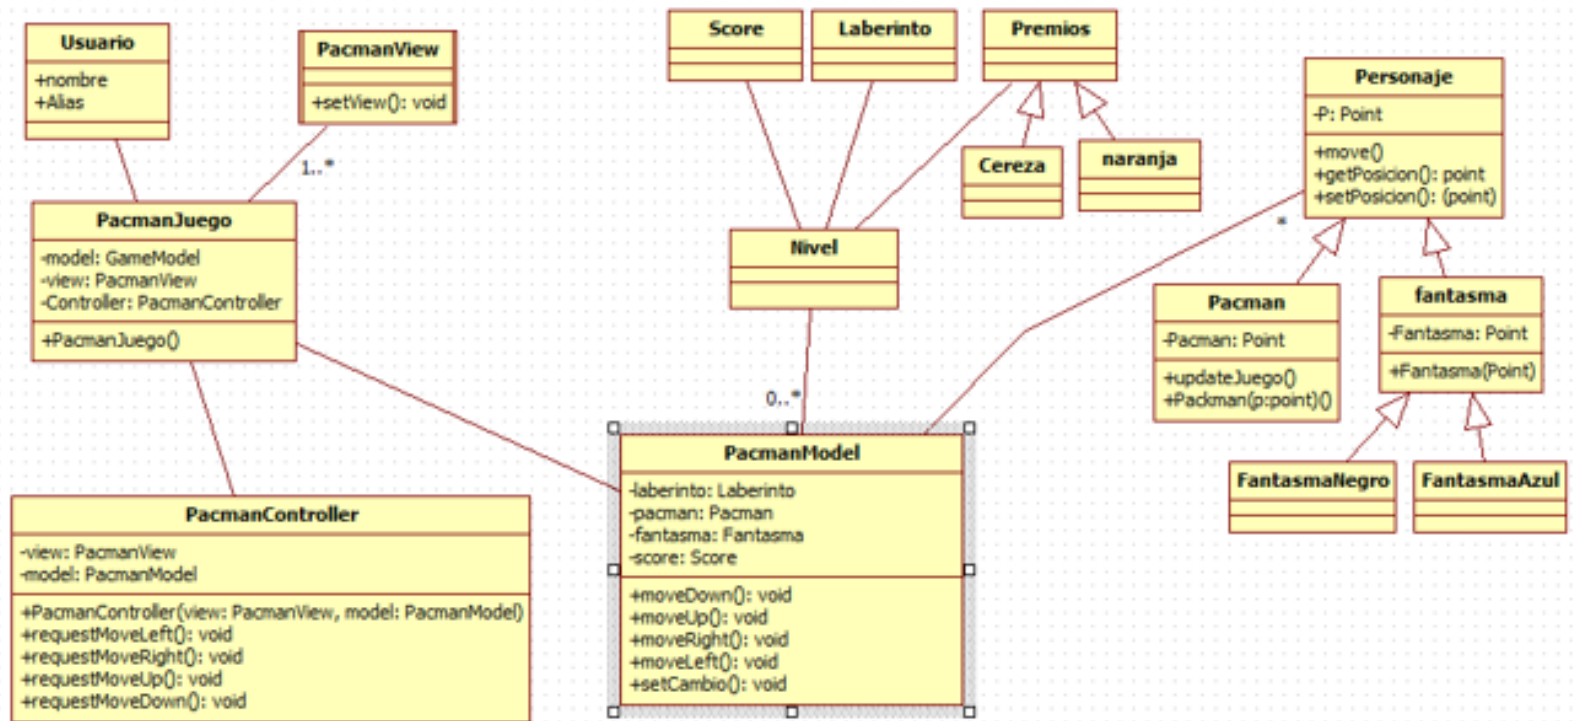 Usuario
+nombre
+Alias
PacmanView
+setView(): void
1..*
PacmanJuego
-model: GameModel
-view: PacmanView
-Controller: PacmanController
+PacmanJuego()
PacmanController
-view: PacmanView
-model: PacmanModel
+PacmanController(view: PacmanView, model: PacmanModel)
+requestMoveLeft(): void
+requestMoveRight(): void
+requestMoveUp(): void
+requestMoveDown(): void
Score
Laberinto
Premios
Cereza
naranja
Nivel
0..*
PacmanModel
-laberinto: Laberinto
-pacman: Pacman
-fantasma: Fantasma
-score: Score
+moveDown(): void
+moveUp(): void
+moveRight(): void
+moveLeft(): void
+setCambio(): void
Personaje
-P: Point
+move()
+getPosicion(): point
+setPosicion(): (point)
*
Pacman
-Pacman: Point
+updateJuego()
+Packman(p:point)()
fantasma
-Fantasma: Point
+Fantasma(Point)
FantasmaNegro
FantasmaAzul